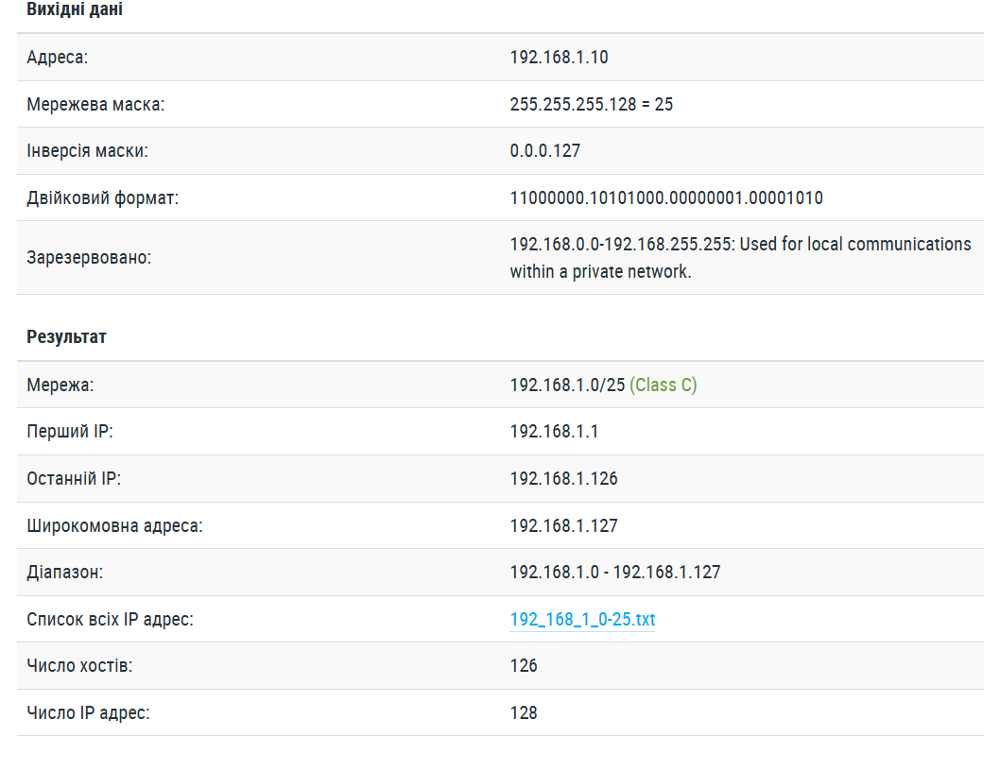 Вихідні дані
Адреса: 192.168.1.10
Мережева маска: 255.255.255.128 = 25
Інверсія маски: 0.0.0.127
Двійковий формат: 11000000.10101000.00000001.00001010
Зарезервовано: 192.168.0.0-192.168.255.255: Used for local communications
within a private network.
Результат
Мережа: 192.168.1.0/25 (Class C)
Перший IP: 192.168.1.1
Останній IP: 192.168.1.126
Широкомовна адреса: 192.168.1.127
Діапазон: 192.168.1.0 - 192.168.1.127
Список всіх IP адрес: 192_168_1_0-25.txt
Число хостів: 126
Число IP адрес: 128